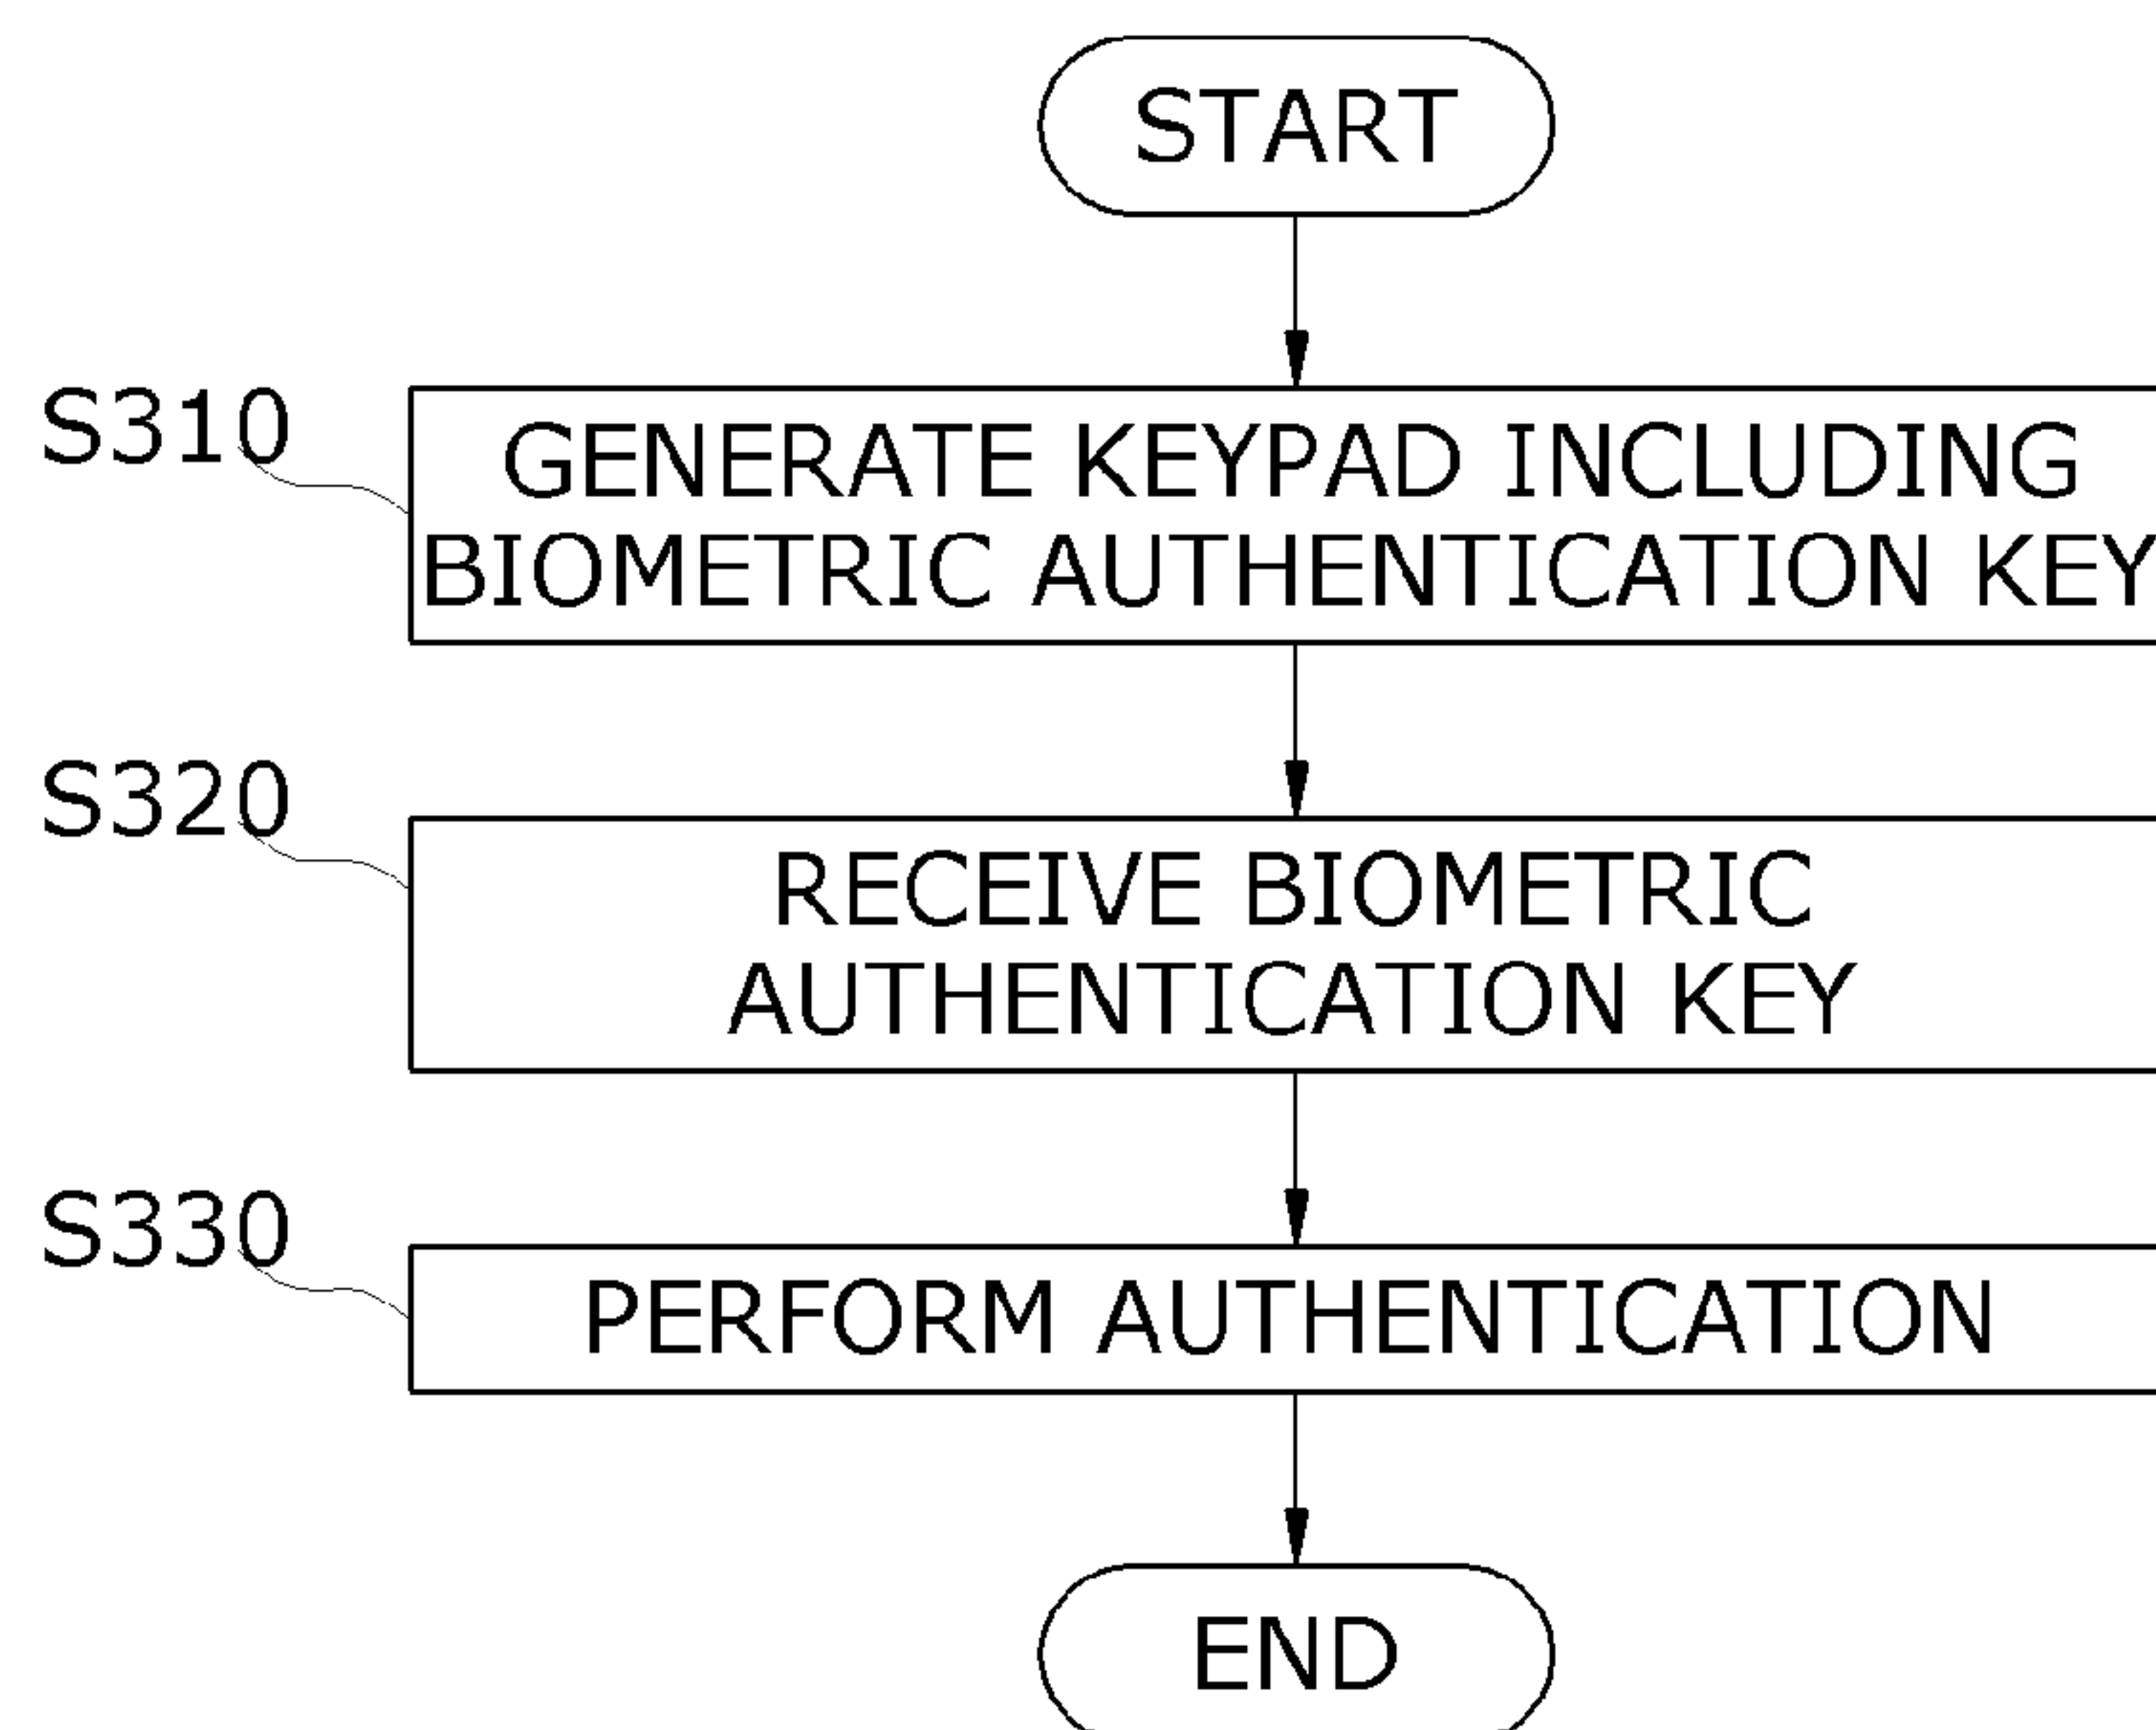 START
S310
GENERATE KEYPAD INCLUDING
BIOMETRIC AUTHENTICATION KEY
S320
RECEIVE BIOMETRIC
AUTHENTICATION KEY
S330
PERFORM AUTHENTICATION
END